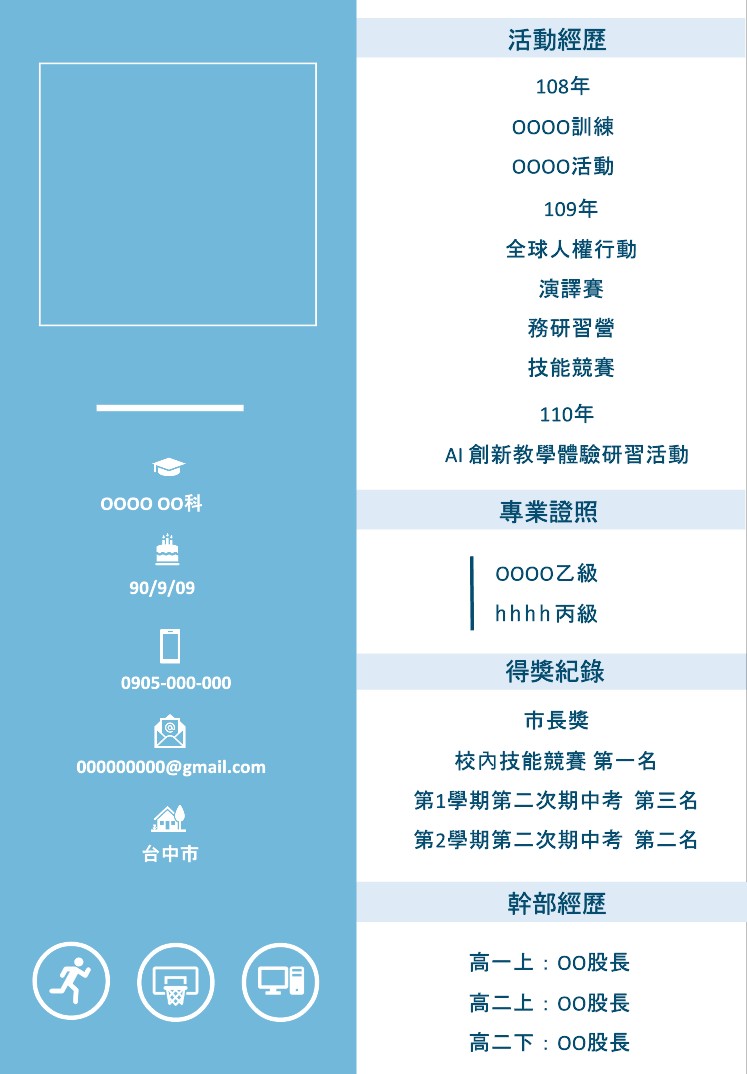 OOOO OO科
90/9/09
0905-000-000
000000000@gmail.com
台中市
活動經歷
108年
OOOO訓練
OOOO活動
109年
全球人權行動
演譯賽
務研習營
技能競賽
110年
AI 創新教學體驗研習活動
專業證照
OOOO乙級
hhhh丙級
得獎紀錄
市長獎
校內技能競賽 第一名
第1學期第二次期中考 第三名
第2學期第二次期中考 第二名
幹部經歷
高一上：OO股長
高二上：OO股長
高二下：OO股長